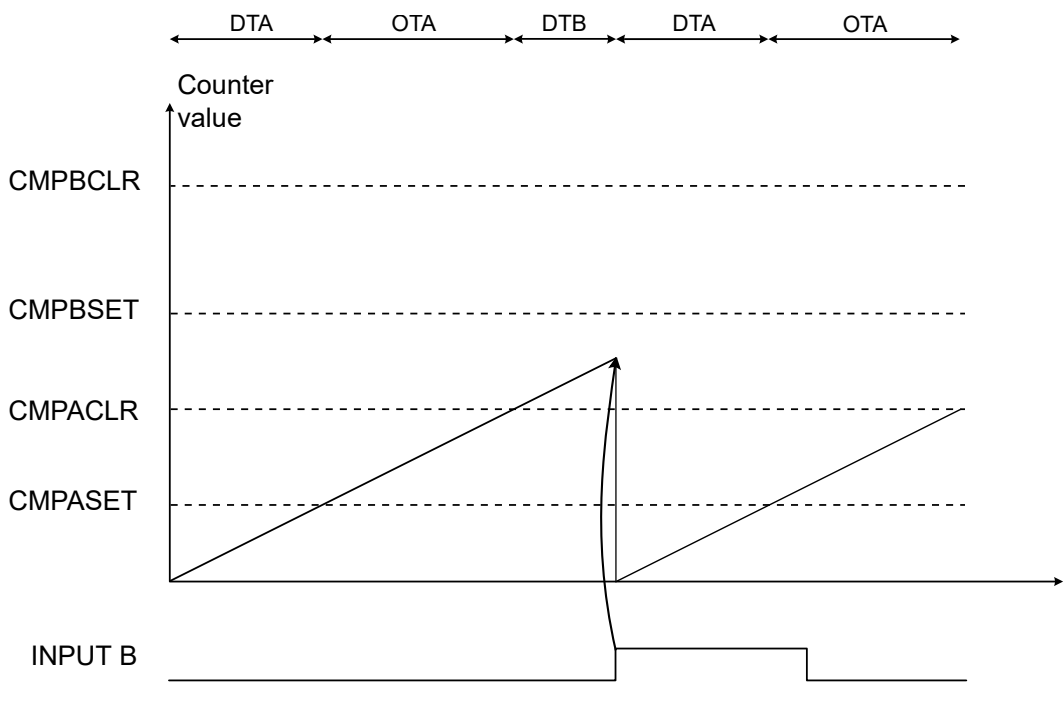 DTA OTA DTB DTA OTA
Counter
value
CMPBCLR
CMPBSET
CMPACLR
CMPASET
INPUT B